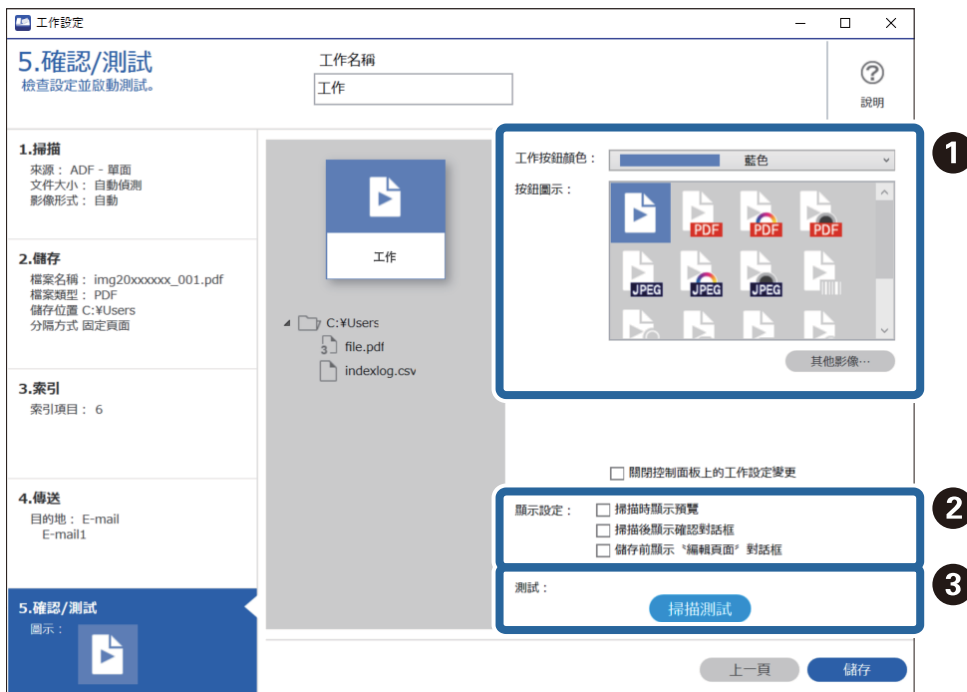 工作設定
5.確認/測試
檢查設定並啟動測試。
工作名稱
工作
說明
1.掃描
來源： ADF - 單面
文件大小： 自動偵測
影像形式： 自動
2.儲存
檔案名稱： img20xxxxxx_001.pdf
檔案類型： PDF
儲存位置 C:¥Users
分隔方式 固定頁面
3.索引
索引項目： 6
4.傳送
目的地： E-mail
E-mail1
5.確認/測試
圖示：
工作
C:¥Users
3 file.pdf
indexlog.csv
1
工作按鈕顏色： 藍色
按鈕圖示：
PDF PDF PDF
JPEG JPEG JPEG
其他影像…
關閉控制面板上的工作設定變更
2
顯示設定： 掃描時顯示預覽
掃描後顯示確認對話框
儲存前顯示〝編輯頁面〞對話框
3
測試：
掃描測試
上一頁 儲存